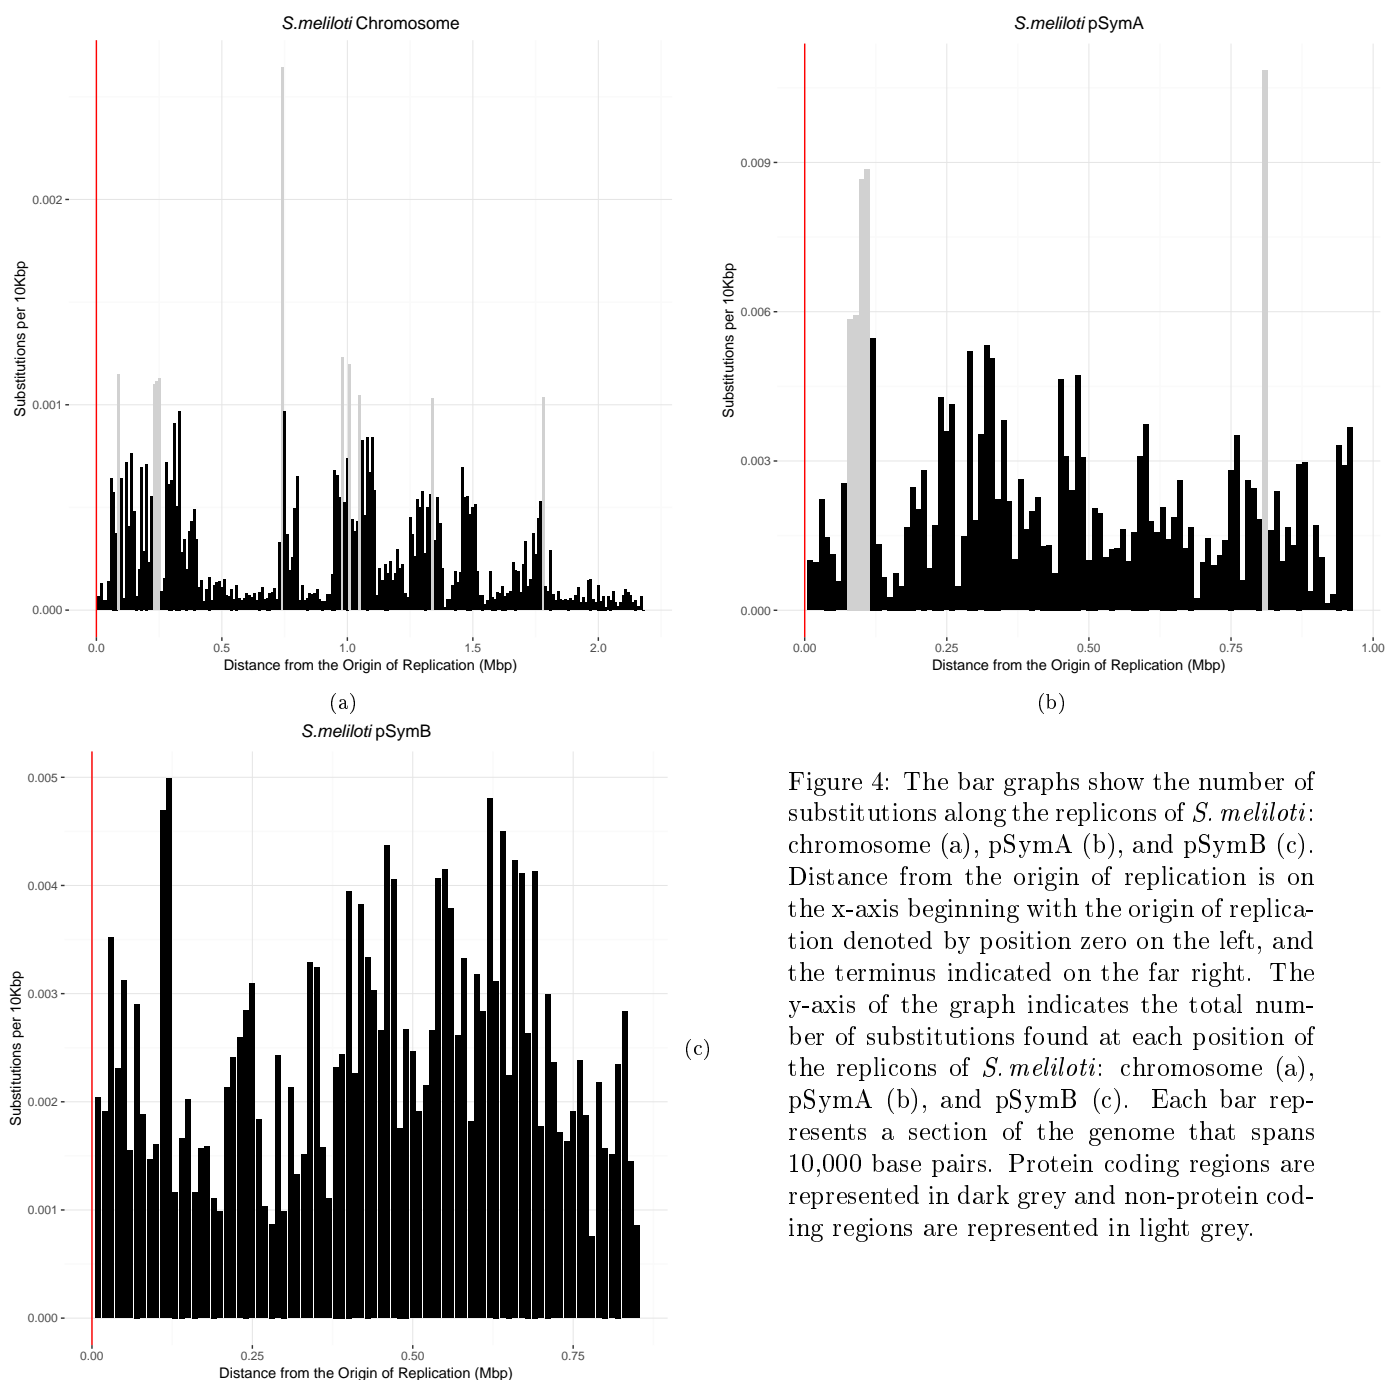 S.meliloti Chromosome
Substitutions per 10Kbp
0.002
0.001
0.000
0.0 0.5 1.0 1.5 2.0
Distance from the Origin of Replication (Mbp)
(a)
S.meliloti pSymA
Substitutions per 10Kbp
0.009
0.006
0.003
0.000
0.00 0.25 0.50 0.75 1.00
Distance from the Origin of Replication (Mbp)
(b)
S.meliloti pSymB
Substitutions per 10Kbp
0.005
0.004
0.003
0.002
0.001
0.000
0.00 0.25 0.50 0.75
Distance from the Origin of Replication (Mbp)
(c)
Figure 4: The bar graphs show the number of
substitutions along the replicons of S. meliloti:
chromosome (a), pSymA (b), and pSymB (c).
Distance from the origin of replication is on
the x-axis beginning with the origin of replica-
tion denoted by position zero on the left, and
the terminus indicated on the far right. The
y-axis of the graph indicates the total num-
ber of substitutions found at each position of
the replicons of S. meliloti: chromosome (a),
pSymA (b), and pSymB (c). Each bar rep-
resents a section of the genome that spans
10,000 base pairs. Protein coding regions are
represented in dark grey and non-protein cod-
ing regions are represented in light grey.